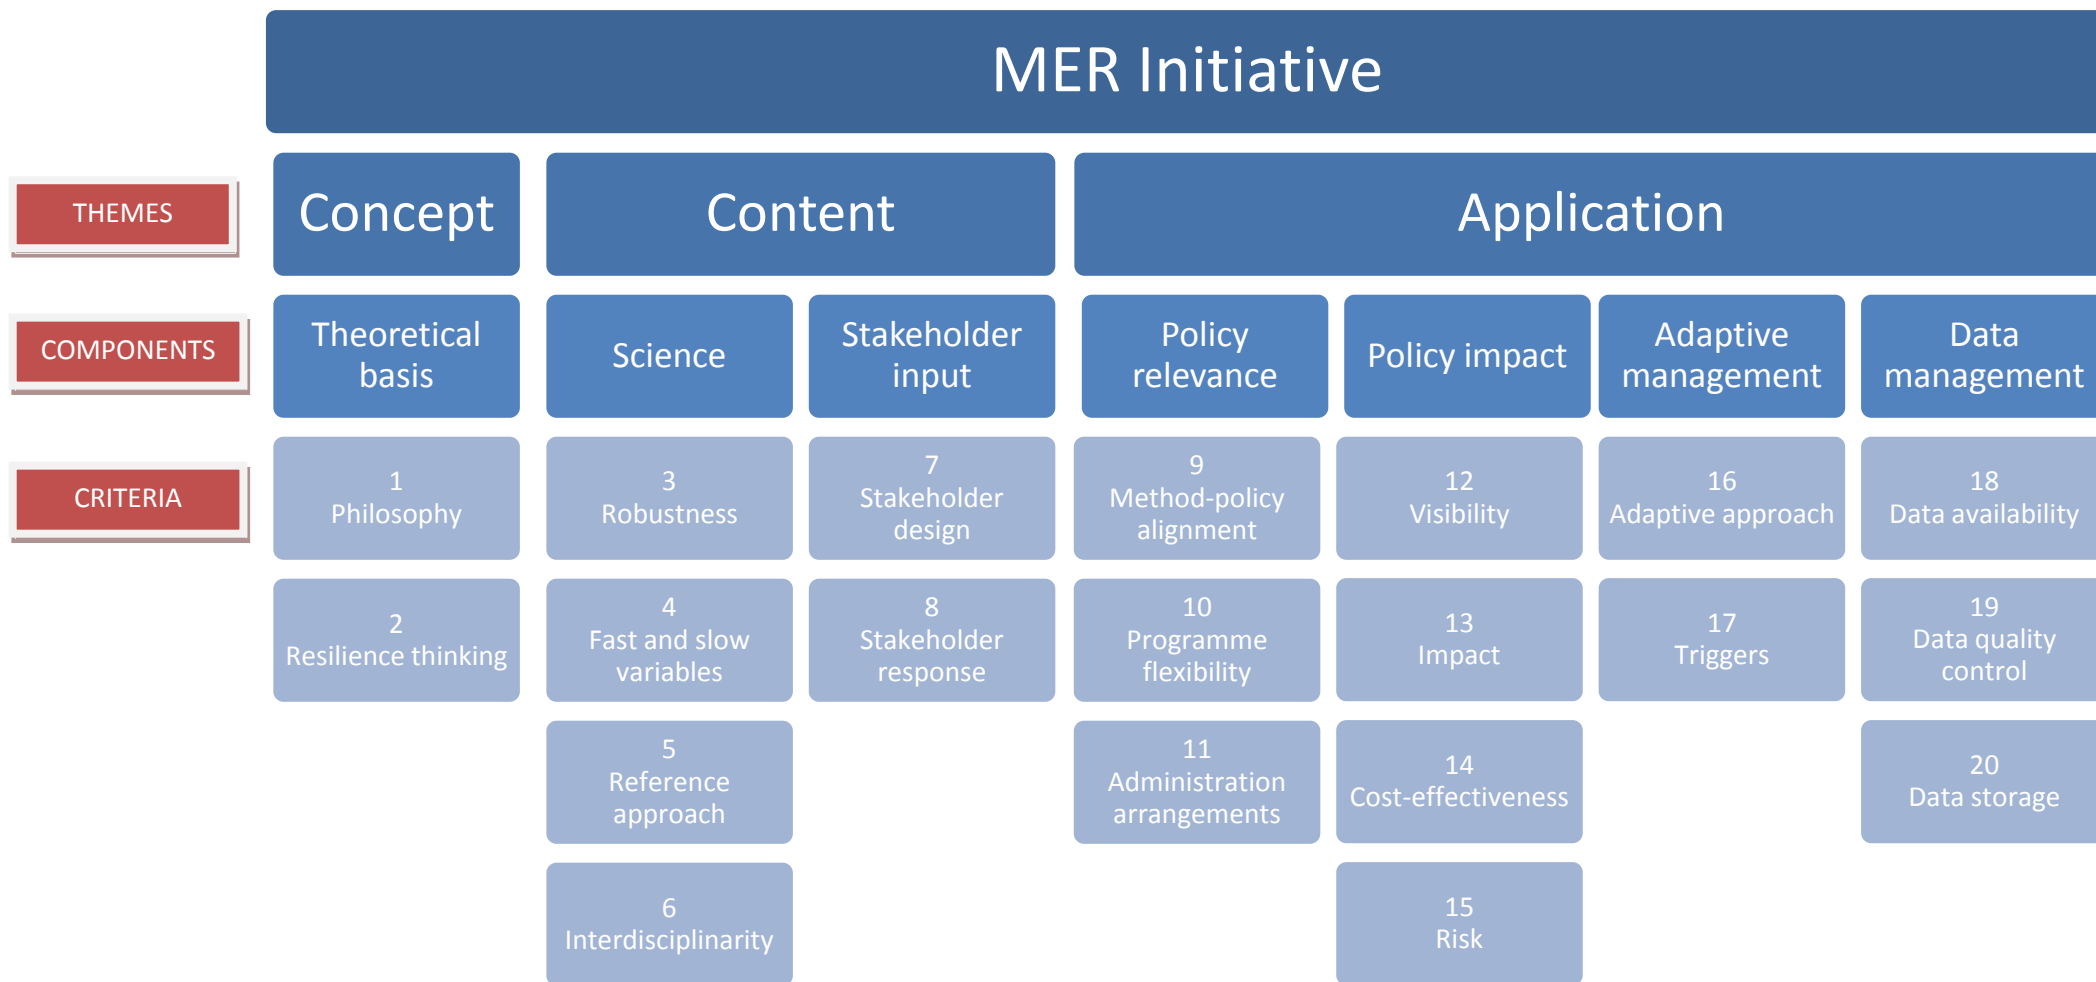 MER Initiative
THEMES
Concept
Content
Application
COMPONENTS
Theoretical
basis
Science
Stakeholder
input
Policy
relevance
Policy impact
Adaptive
management
Data
management
CRITERIA
1
Philosophy
3
Robustness
7
Stakeholder
design
9
Method-policy
alignment
12
Visibility
16
Adaptive approach
18
Data availability
2
Resilience thinking
4
Fast and slow
variables
8
Stakeholder
response
10
Programme
flexibility
13
Impact
17
Triggers
19
Data quality
control
5
Reference
approach
11
Administration
arrangements
14
Cost-effectiveness
20
Data storage
6
Interdisciplinarity
15
Risk